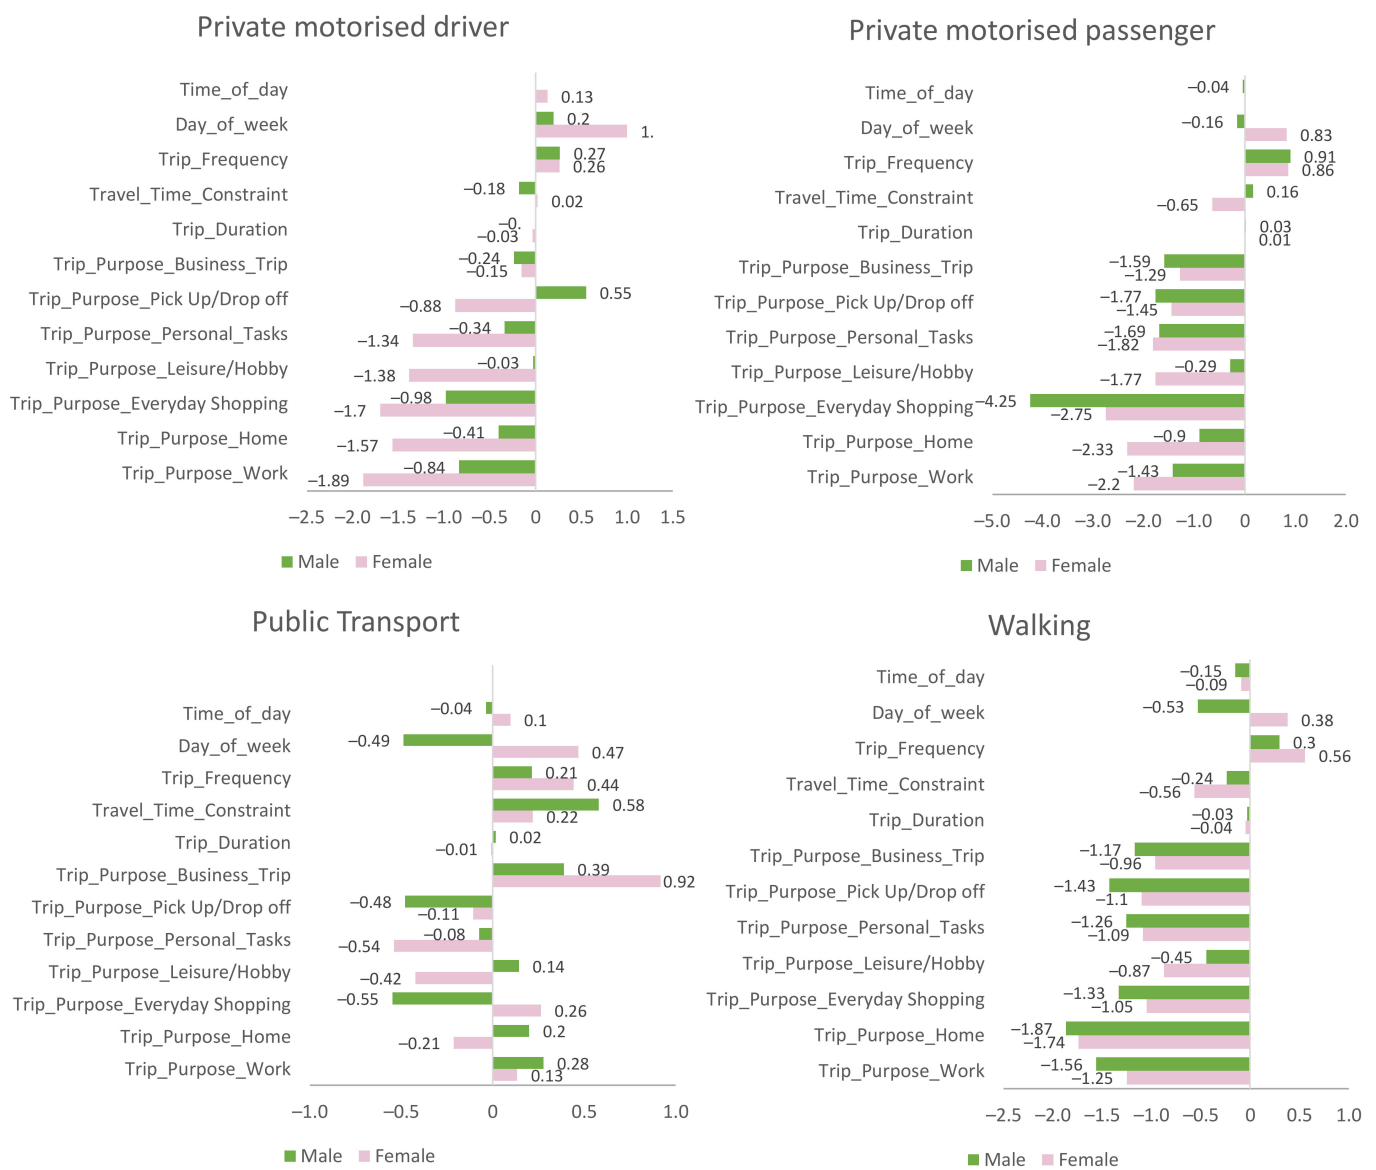 Private motorised driver
Time_of_day
0.13
Day_of_week
0.2
1.
Trip_Frequency
0.27
0.26
Travel_Time_Constraint
−0.18
0.02
Trip_Duration
−0.
−0.03
Trip_Purpose_Business_Trip
−0.24
−0.15
Trip_Purpose_Pick Up/Drop off
0.55
−0.88
Trip_Purpose_Personal_Tasks
−0.34
−1.34
Trip_Purpose_Leisure/Hobby
−0.03
−1.38
Trip_Purpose_Everyday Shopping
−0.98
−1.7
Trip_Purpose_Home
−0.41
−1.57
Trip_Purpose_Work
−0.84
−1.89
−2.5 −2.0 −1.5 −1.0 −0.5 0 0.5 1.0 1.5
Male Female
Private motorised passenger
Time_of_day
−0.04
Day_of_week
−0.16
0.83
Trip_Frequency
0.91
0.86
Travel_Time_Constraint
0.16
−0.65
Trip_Duration
0.03
0.01
Trip_Purpose_Business_Trip
−1.59
−1.29
Trip_Purpose_Pick Up/Drop off
−1.77
−1.45
Trip_Purpose_Personal_Tasks
−1.69
−1.82
Trip_Purpose_Leisure/Hobby
−0.29
−1.77
Trip_Purpose_Everyday Shopping
−4.25
−2.75
Trip_Purpose_Home
−0.9
−2.33
Trip_Purpose_Work
−1.43
−2.2
−5.0 −4.0 −3.0 −2.0 −1.0 0 1.0 2.0
Male Female
Public Transport
Time_of_day
−0.04
0.1
Day_of_week
−0.49
0.47
Trip_Frequency
0.21
0.44
Travel_Time_Constraint
0.58
0.22
Trip_Duration
0.02
−0.01
Trip_Purpose_Business_Trip
0.39
0.92
Trip_Purpose_Pick Up/Drop off
−0.48
−0.11
Trip_Purpose_Personal_Tasks
−0.08
−0.54
Trip_Purpose_Leisure/Hobby
0.14
−0.42
Trip_Purpose_Everyday Shopping
−0.55
0.26
Trip_Purpose_Home
0.2
−0.21
Trip_Purpose_Work
0.28
0.13
−1.0 −0.5 0 0.5 1.0
Male Female
Walking
Time_of_day
−0.15
−0.09
Day_of_week
−0.53
0.38
Trip_Frequency
0.3
0.56
Travel_Time_Constraint
−0.24
−0.56
Trip_Duration
−0.03
−0.04
Trip_Purpose_Business_Trip
−1.17
−0.96
Trip_Purpose_Pick Up/Drop off
−1.43
−1.1
Trip_Purpose_Personal_Tasks
−1.26
−1.09
Trip_Purpose_Leisure/Hobby
−0.45
−0.87
Trip_Purpose_Everyday Shopping
−1.33
−1.05
Trip_Purpose_Home
−1.87
−1.74
Trip_Purpose_Work
−1.56
−1.25
−2.5 −2.0 −1.5 −1.0 −0.5 0 0.5 1.0
Male Female